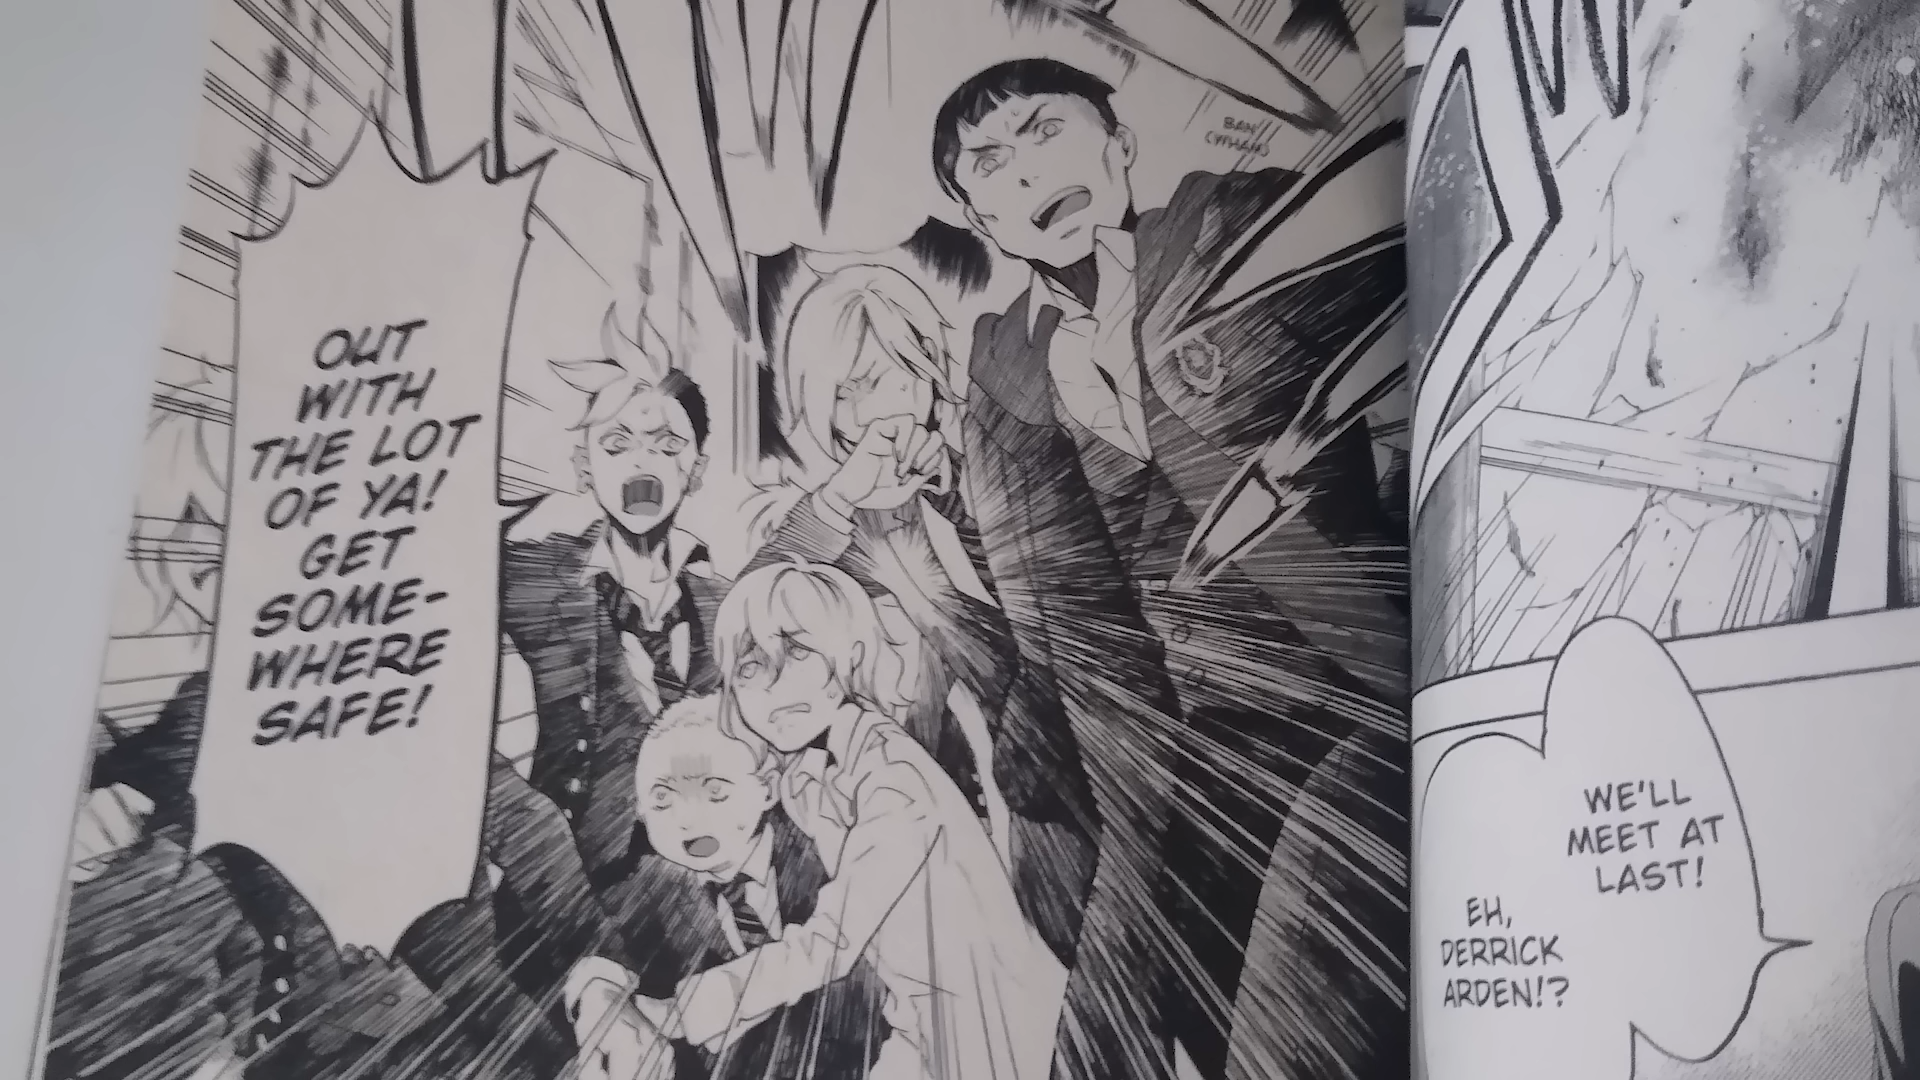 BAN
(WHAM)
OUT
WITH
THE LOT
OF YA!
GET
SOME-
WHERE
SAFE!
WE'LL
MEET AT
LAST!
EH,
DERRICK
ARDEN!?